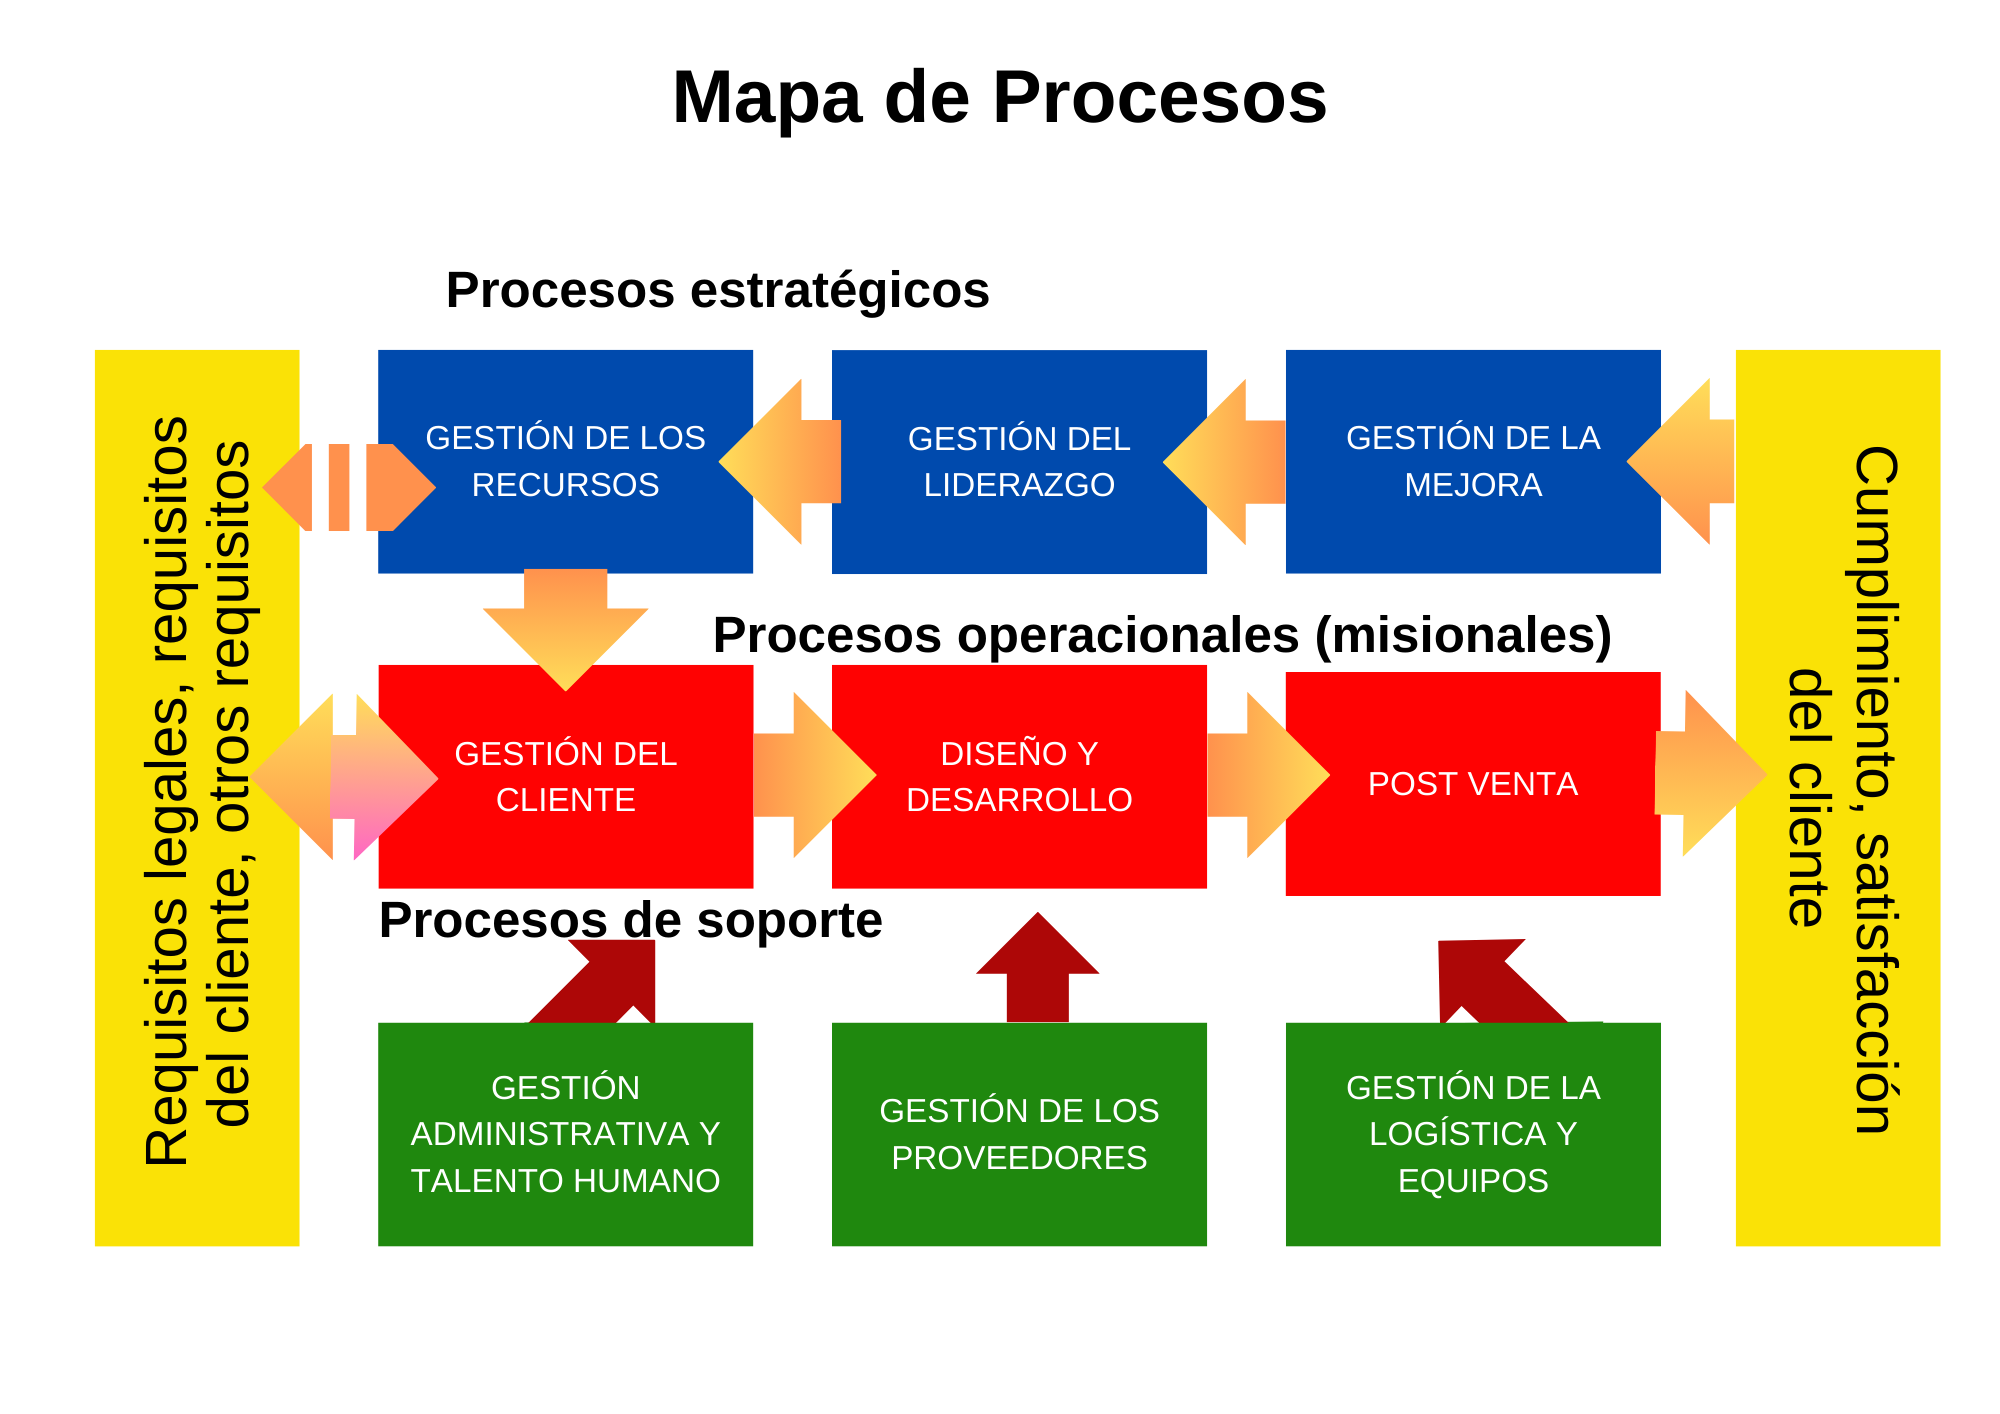 Mapa de Procesos
Procesos estratégicos
Requisitos legales, requisitos
del cliente, otros requisitos
GESTIÓN DE LOS
RECURSOS
GESTIÓN DEL
LIDERAZGO
GESTIÓN DE LA
MEJORA
Cumplimiento, satisfacción
del cliente
Procesos operacionales (misionales)
GESTIÓN DEL
CLIENTE
DISEÑO Y
DESARROLLO
POST VENTA
Procesos de soporte
GESTIÓN
ADMINISTRATIVA Y
TALENTO HUMANO
GESTIÓN DE LOS
PROVEEDORES
GESTIÓN DE LA
LOGÍSTICA Y
EQUIPOS